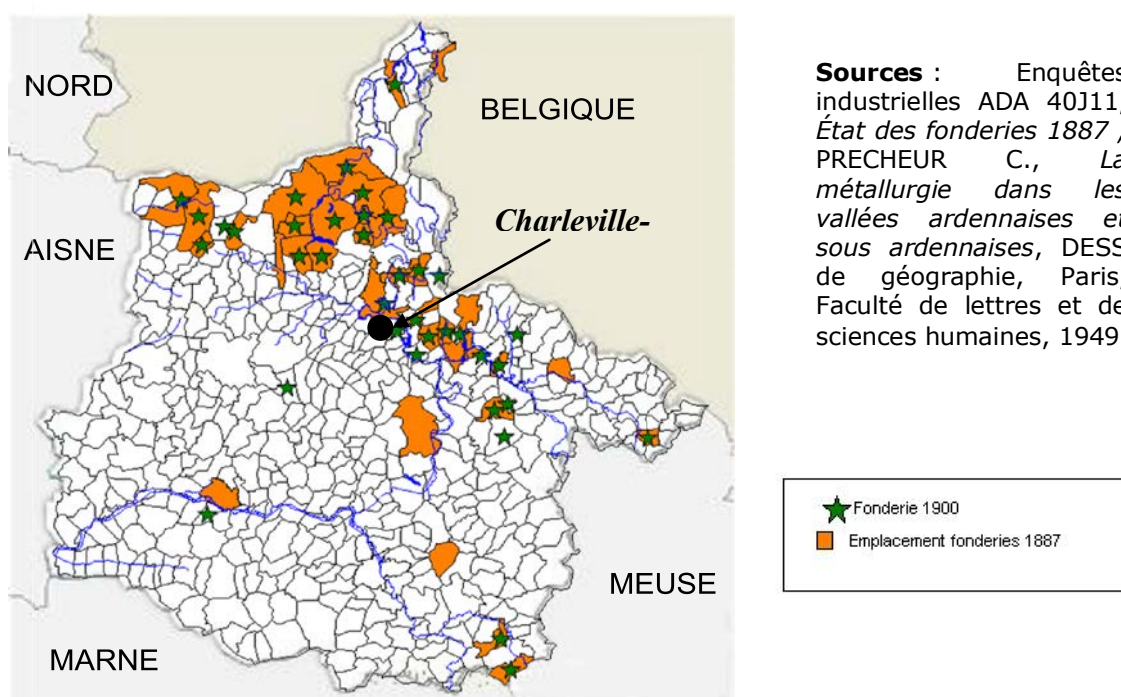 NORD
BELGIQUE
AISNE
Charleville-
MEUSE
MARNE
Sources : Enquêtes
industrielles ADA 40J11,
État des fonderies 1887 ;
PRECHEUR C., La
métallurgie dans les
vallées ardennaises et
sous ardennaises, DESS
de géographie, Paris,
Faculté de lettres et de
sciences humaines, 1949
Fonderie 1900
Emplacement fonderies 1887